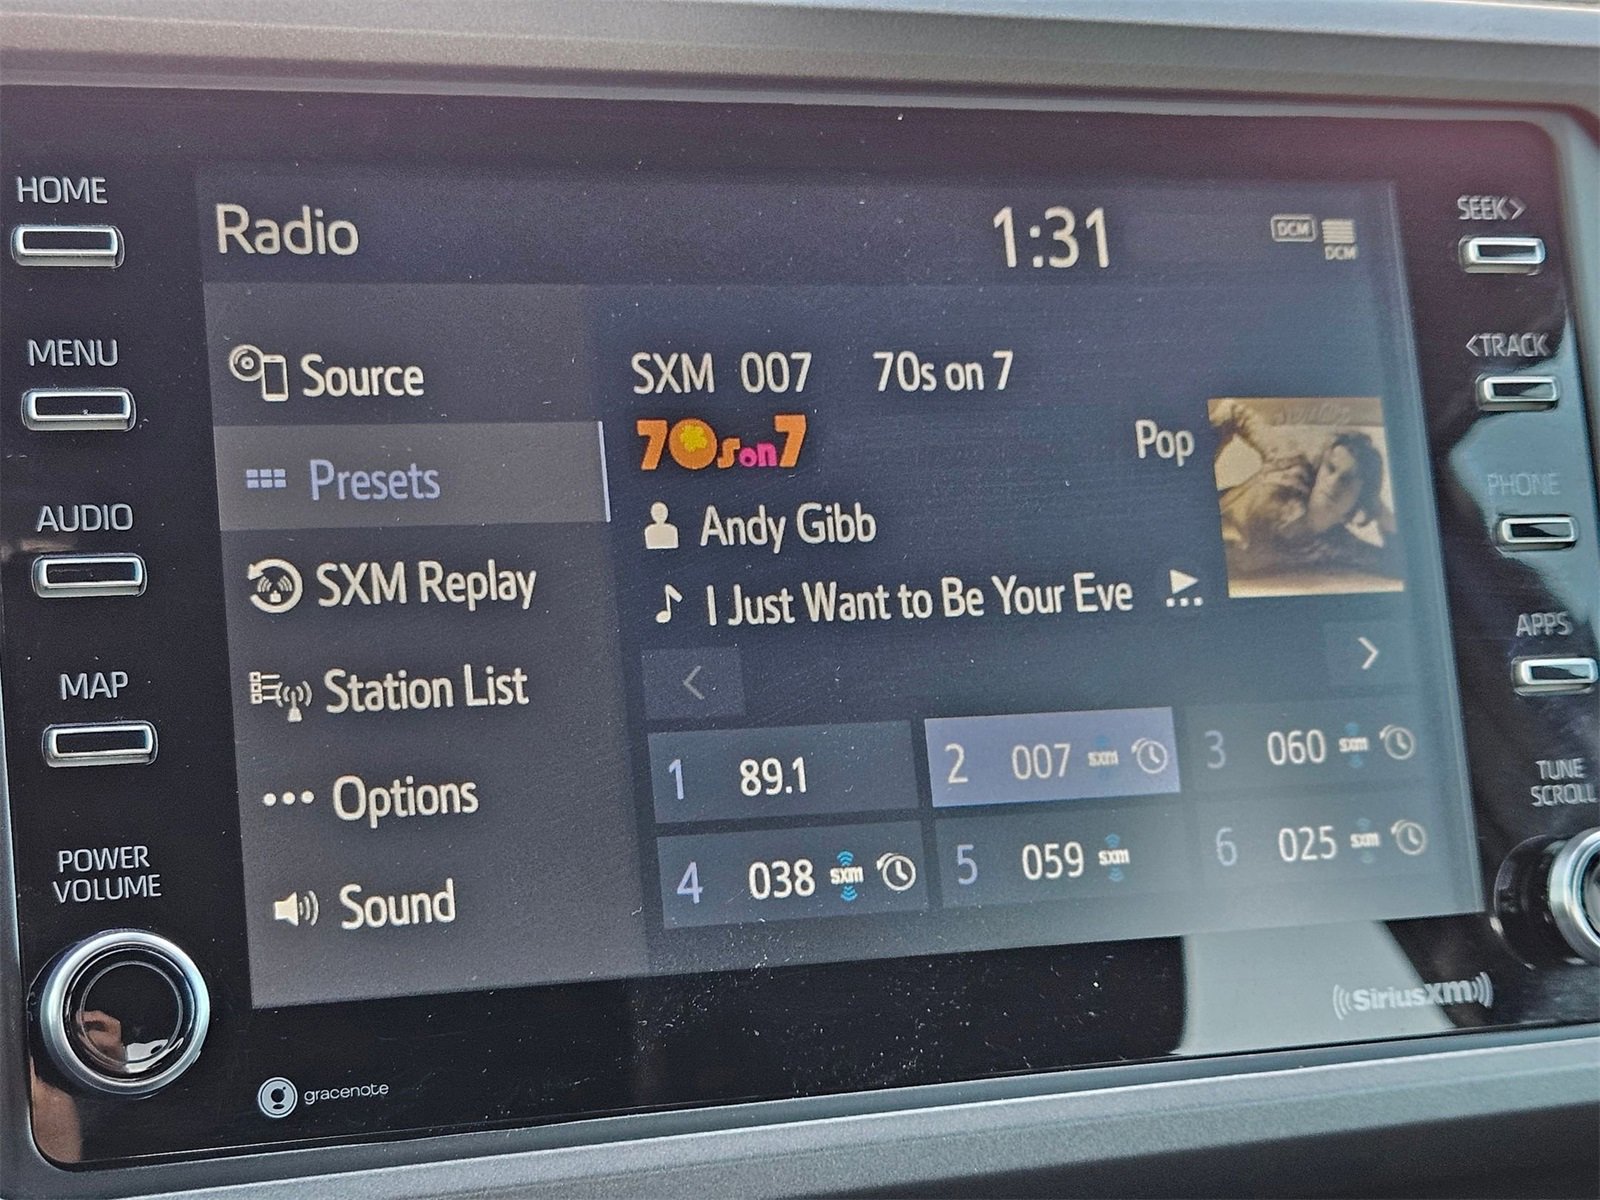 HOME
MENU
AUDIO
MAP
POWER
VOLUME
Radio
1:31
DCM
DCM
Source
Presets
SXM Replay
Station List
Options
Sound
SXM 007 70s on 7
70s on 7
Pop
Andy Gibb
I Just Want to Be Your Eve
1 89.1
2 007 sxm
3 060 sxm
4 038 sxm
5 059 sxm
6 025 sxm
SEEK>
<TRACK
PHONE
APPS
TUNE
SCROLL
((SiriusXM))
gracenote